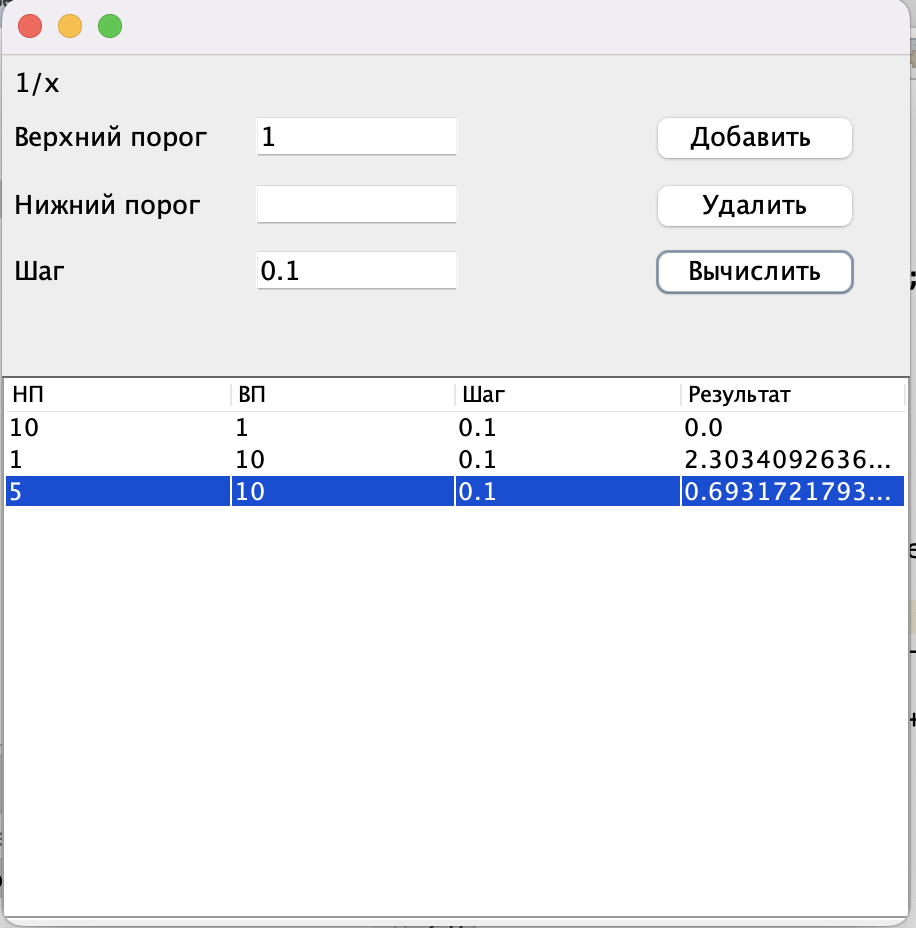 1/x
Верхний порог 1 Добавить
Нижний порог Удалить
Шаг 0.1 Вычислить
НП ВП Шаг Результат
10 1 0.1 0.0
1 10 0.1 2.3034092636...
5 10 0.1 0.6931721793...